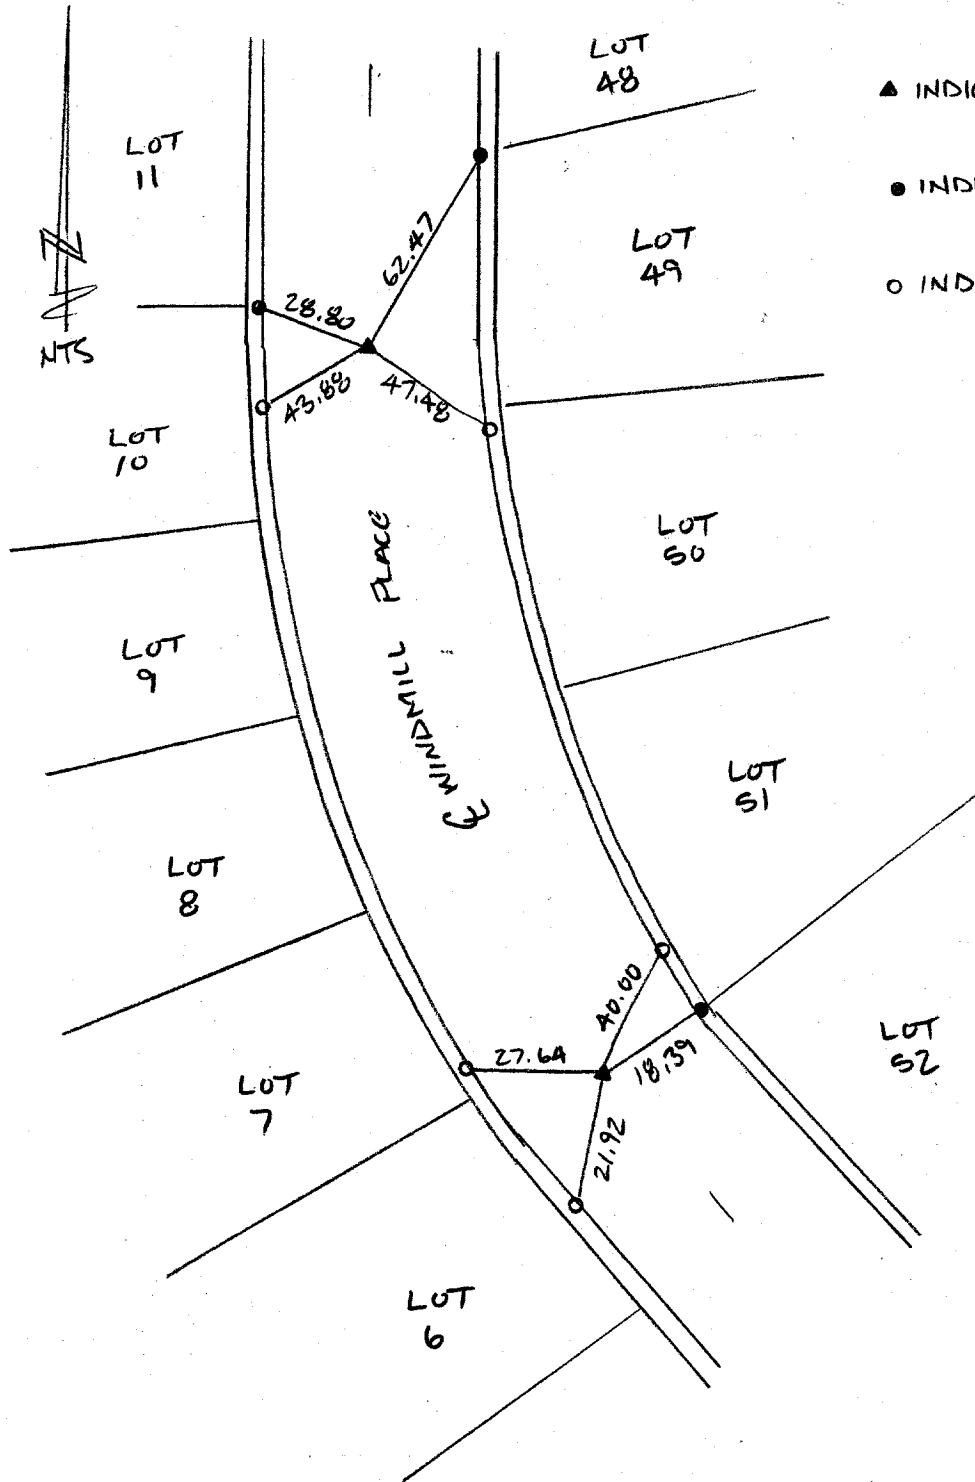 LOT
48
▲ INDIC
LOT
11
● INDI
62.47
LOT
49
○ IND
N
28.80
NTS
43.88
47.48
LOT
10
LOT
50
℄ WINDMILL PLACE
LOT
9
LOT
51
LOT
8
40.00
LOT
52
27.64
18.39
LOT
7
21.92
LOT
6